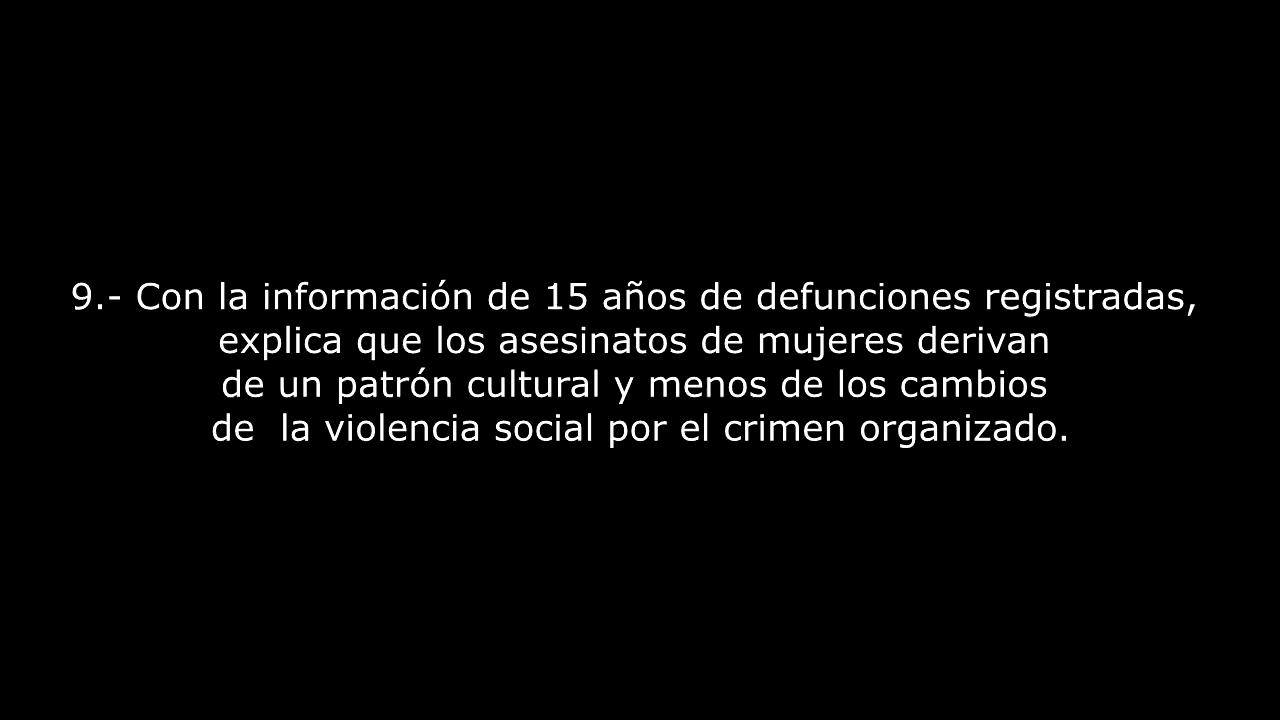 9.- Con la información de 15 años de defunciones registradas,
explica que los asesinatos de mujeres derivan
de un patrón cultural y menos de los cambios
de  la violencia social por el crimen organizado.